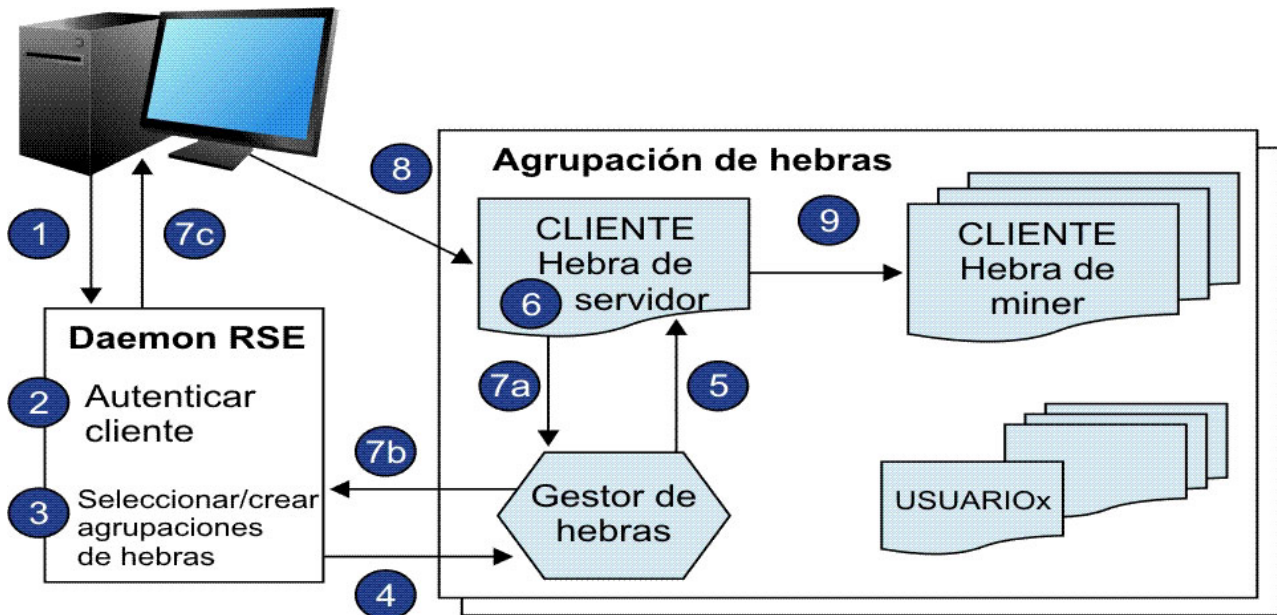 1
7c
8
Daemon RSE
2
Autenticar
cliente
3
Seleccionar/crear
agrupaciones
de hebras
4
7b
Agrupación de hebras
CLIENTE
Hebra de
6 servidor
9
CLIENTE
Hebra de
miner
7a
5
Gestor de
hebras
USUARIOx